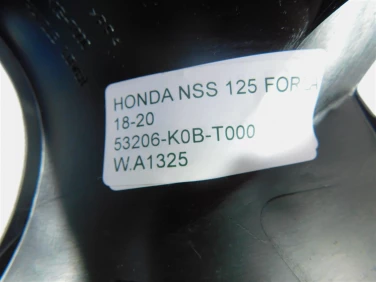 HONDA NSS 125 FOR
18-20
53206-K0B-T000
W.A1325